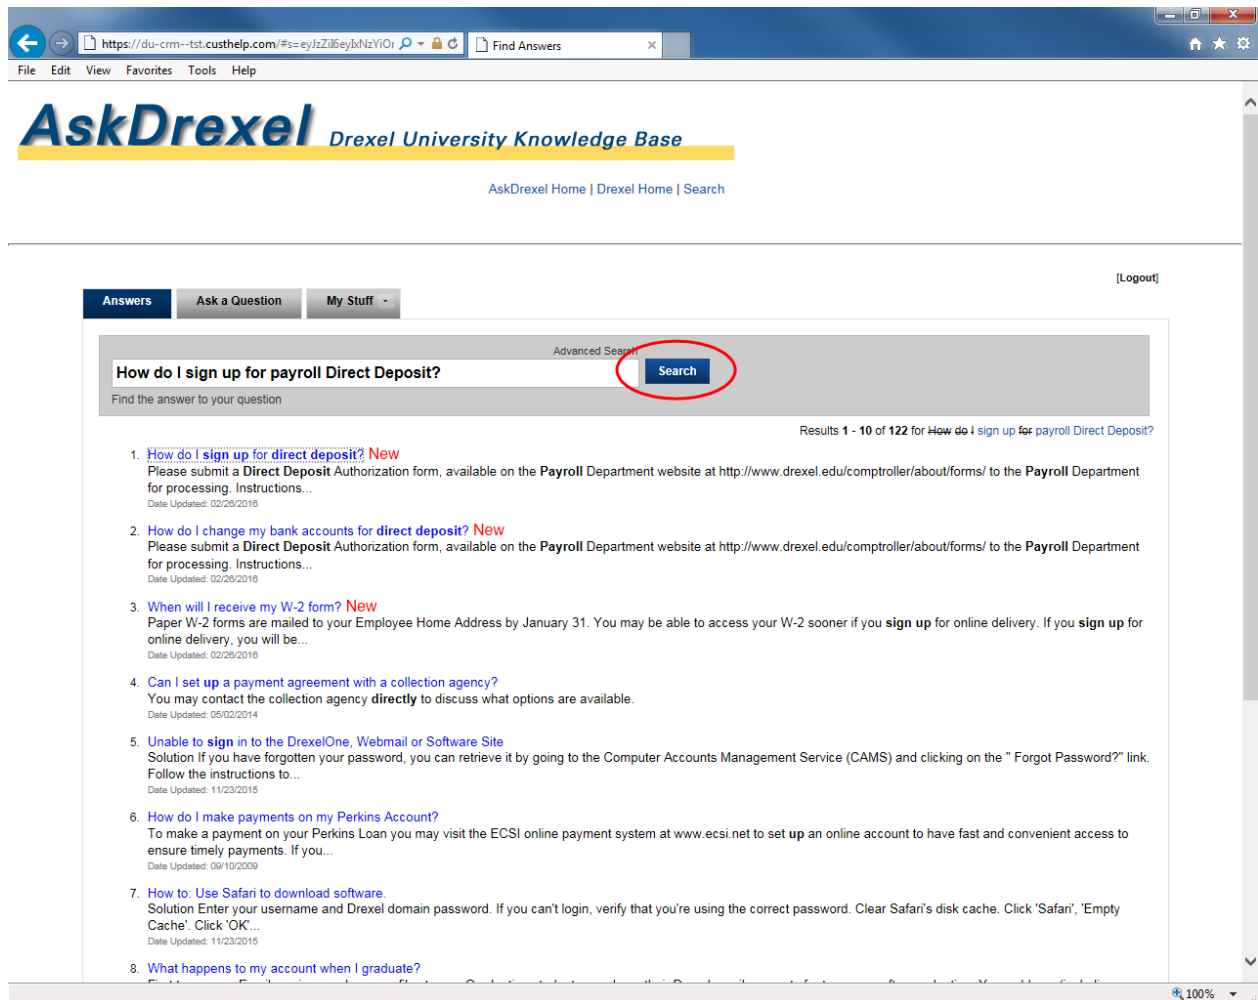 https://du-crm--tst.custhelp.com/#s=
Find Answers
File Edit View Favorites Tools Help
AskDrexel Drexel University Knowledge Base
AskDrexel Home | Drexel Home | Search
[Logout]
Answers Ask a Question My Stuff
Advanced Search
How do I sign up for payroll Direct Deposit? Search
Find the answer to your question
Results 1 - 10 of 122 for How do I sign up for payroll Direct Deposit?
1. How do I sign up for direct deposit? New
Please submit a Direct Deposit Authorization form, available on the Payroll Department website at http://www.drexel.edu/comptroller/about/forms/ to the Payroll Department
for processing. Instructions...
Date Updated: 02/26/2016
2. How do I change my bank accounts for direct deposit? New
Please submit a Direct Deposit Authorization form, available on the Payroll Department website at http://www.drexel.edu/comptroller/about/forms/ to the Payroll Department
for processing. Instructions...
Date Updated: 02/26/2016
3. When will I receive my W-2 form? New
Paper W-2 forms are mailed to your Employee Home Address by January 31. You may be able to access your W-2 sooner if you sign up for online delivery. If you sign up for
online delivery, you will be...
Date Updated: 02/26/2016
4. Can I set up a payment agreement with a collection agency?
You may contact the collection agency directly to discuss what options are available.
Date Updated: 05/02/2014
5. Unable to sign in to the DrexelOne, Webmail or Software Site
Solution If you have forgotten your password, you can retrieve it by going to the Computer Accounts Management Service (CAMS) and clicking on the " Forgot Password?" link.
Follow the instructions to...
Date Updated: 11/23/2015
6. How do I make payments on my Perkins Account?
To make a payment on your Perkins Loan you may visit the ECSI online payment system at www.ecsi.net to set up an online account to have fast and convenient access to
ensure timely payments. If you...
Date Updated: 09/10/2009
7. How to: Use Safari to download software.
Solution Enter your username and Drexel domain password. If you can't login, verify that you're using the correct password. Clear Safari's disk cache. Click 'Safari', 'Empty
Cache'. Click 'OK'...
Date Updated: 11/23/2015
8. What happens to my account when I graduate?
100%